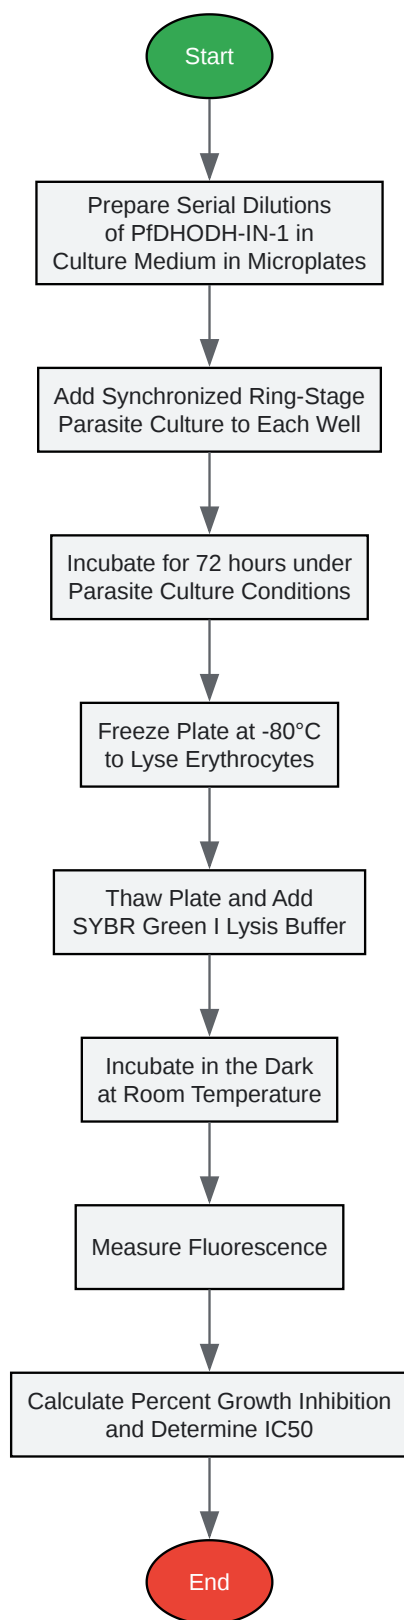 Start
Prepare Serial Dilutions
of PfDHODH-IN-1 in
Culture Medium in Microplates
Add Synchronized Ring-Stage
Parasite Culture to Each Well
Incubate for 72 hours under
Parasite Culture Conditions
Freeze Plate at -80°C
to Lyse Erythrocytes
Thaw Plate and Add
SYBR Green I Lysis Buffer
Incubate in the Dark
at Room Temperature
Measure Fluorescence
Calculate Percent Growth Inhibition
and Determine IC50
End